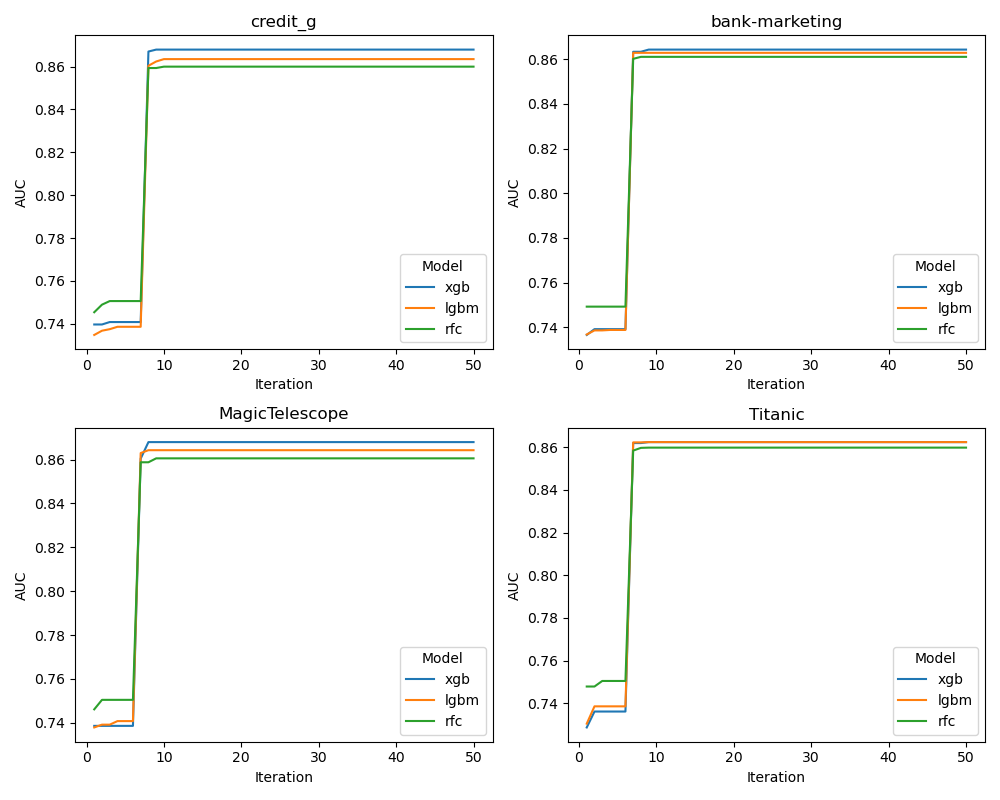 credit_g
AUC
0.86
0.84
0.82
0.80
0.78
0.76
0.74
Model
xgb
lgbm
rfc
0 10 20 30 40 50
Iteration
bank-marketing
AUC
0.86
0.84
0.82
0.80
0.78
0.76
0.74
Model
xgb
lgbm
rfc
0 10 20 30 40 50
Iteration
MagicTelescope
AUC
0.86
0.84
0.82
0.80
0.78
0.76
0.74
Model
xgb
lgbm
rfc
0 10 20 30 40 50
Iteration
Titanic
AUC
0.86
0.84
0.82
0.80
0.78
0.76
0.74
Model
xgb
lgbm
rfc
0 10 20 30 40 50
Iteration